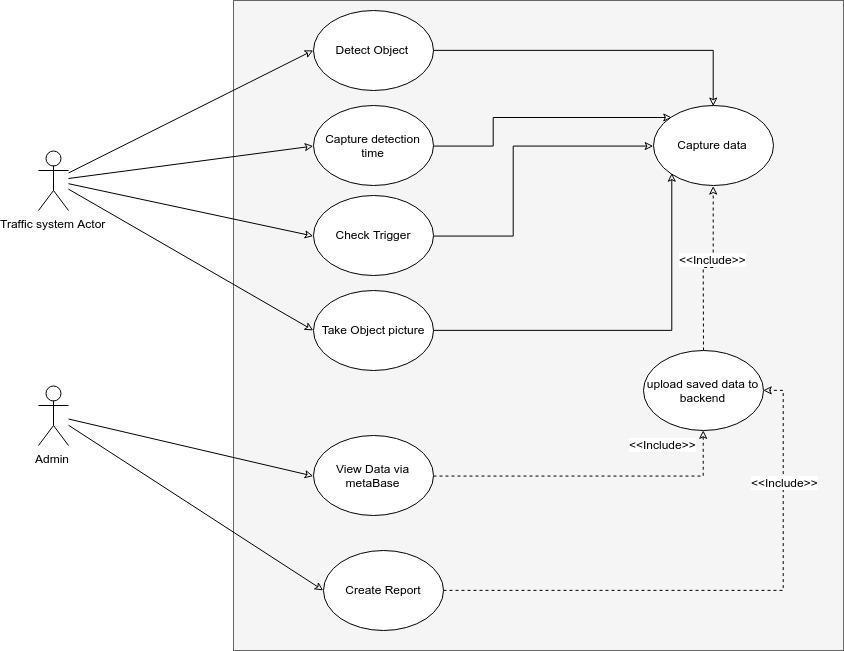 Detect Object
Capture detection
time
Capture data
Traffic system Actor
Check Trigger
<<Include>>
Take Object picture
upload saved data to
backend
Admin
<<Include>>
View Data via
metaBase
<<Include>>
Create Report